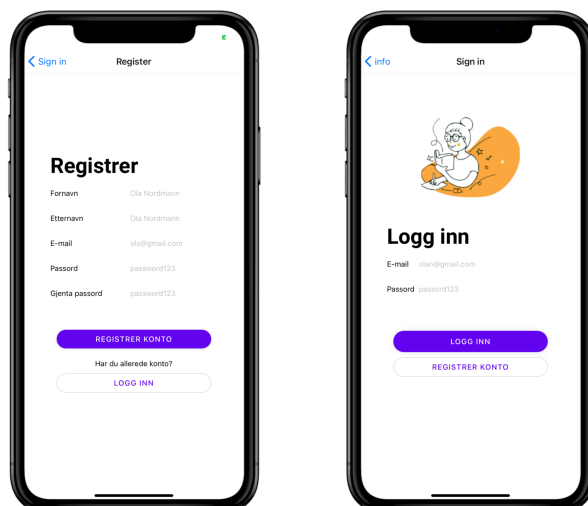 Sign in
Register
Registrer
Fornavn Ola Nordmann
Etternavn Ola Nordmann
E-mail ola@gmail.com
Passord password123
Gjenta passord password123
REGISTRER KONTO
Har du allerede konto?
LOGG INN
info
Sign in
Logg inn
E-mail olan@gmail.com
Passord passord123
LOGG INN
REGISTRER KONTO